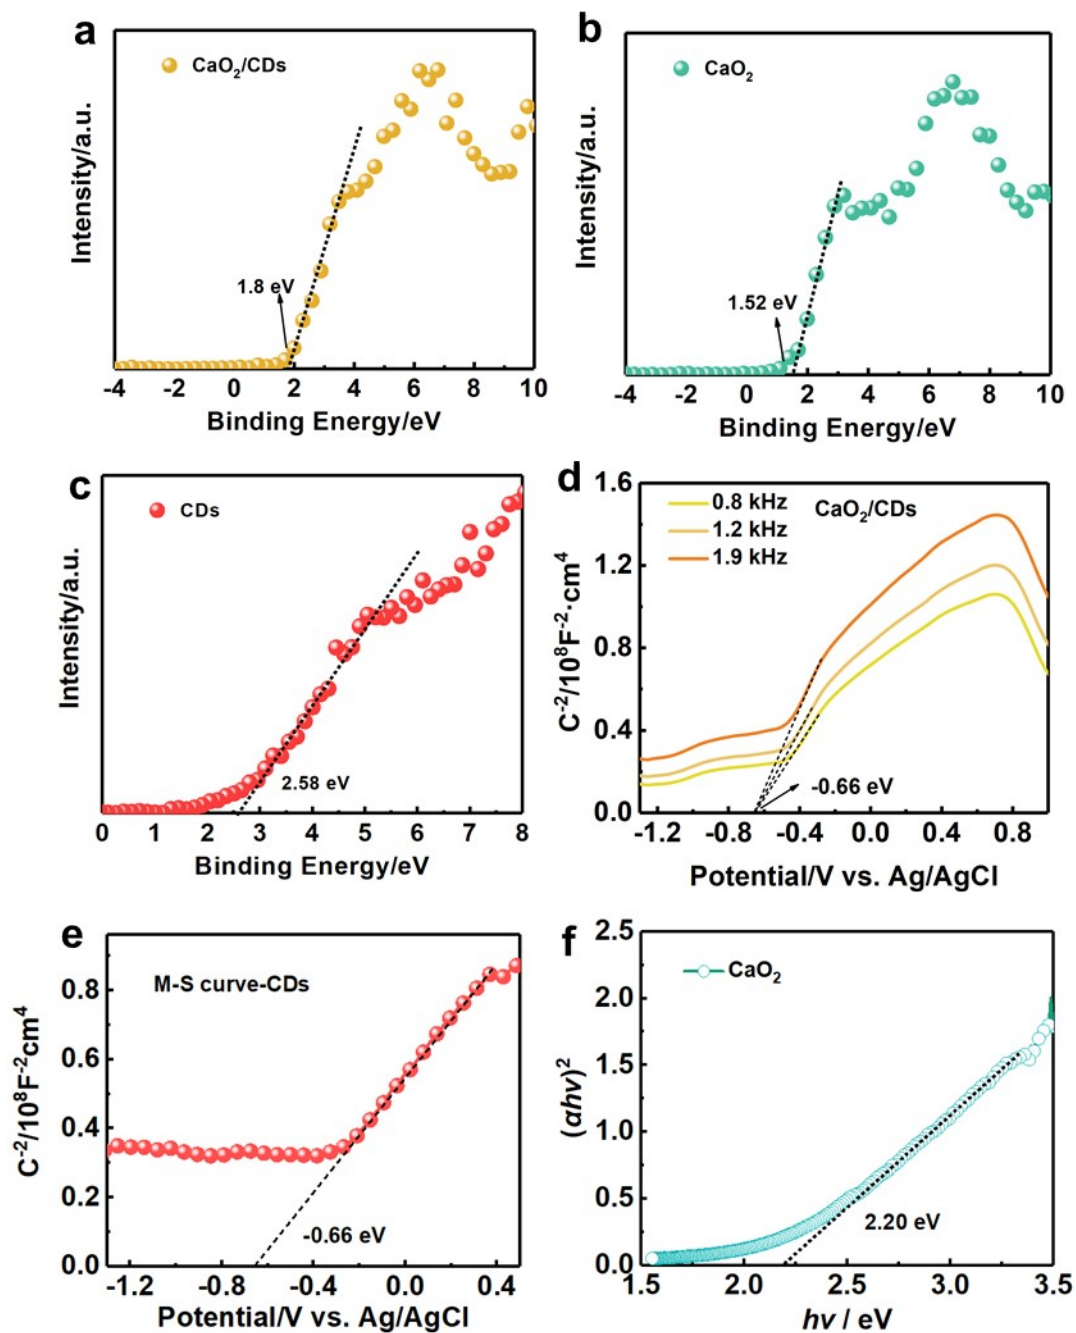 a
CaO₂/CDs
Intensity/a.u.
1.8 eV
-4 -2 0 2 4 6 8 10
Binding Energy/eV
b
CaO₂
Intensity/a.u.
1.52 eV
-4 -2 0 2 4 6 8 10
Binding Energy/eV
c
CDs
Intensity/a.u.
2.58 eV
0 1 2 3 4 5 6 7 8
Binding Energy/eV
d
0.8 kHz
1.2 kHz
1.9 kHz
CaO₂/CDs
C⁻²/10⁸F⁻²·cm⁴
1.6
1.2
0.8
0.4
0.0
-0.66 eV
-1.2 -0.8 -0.4 0.0 0.4 0.8
Potential/V vs. Ag/AgCl
e
M-S curve-CDs
C⁻²/10⁸F⁻²cm⁴
0.8
0.6
0.4
0.2
0.0
-0.66 eV
-1.2 -0.8 -0.4 0.0 0.4
Potential/V vs. Ag/AgCl
f
CaO₂
(αhv)²
2.5
2.0
1.5
1.0
0.5
0.0
2.20 eV
1.5 2.0 2.5 3.0 3.5
hv / eV